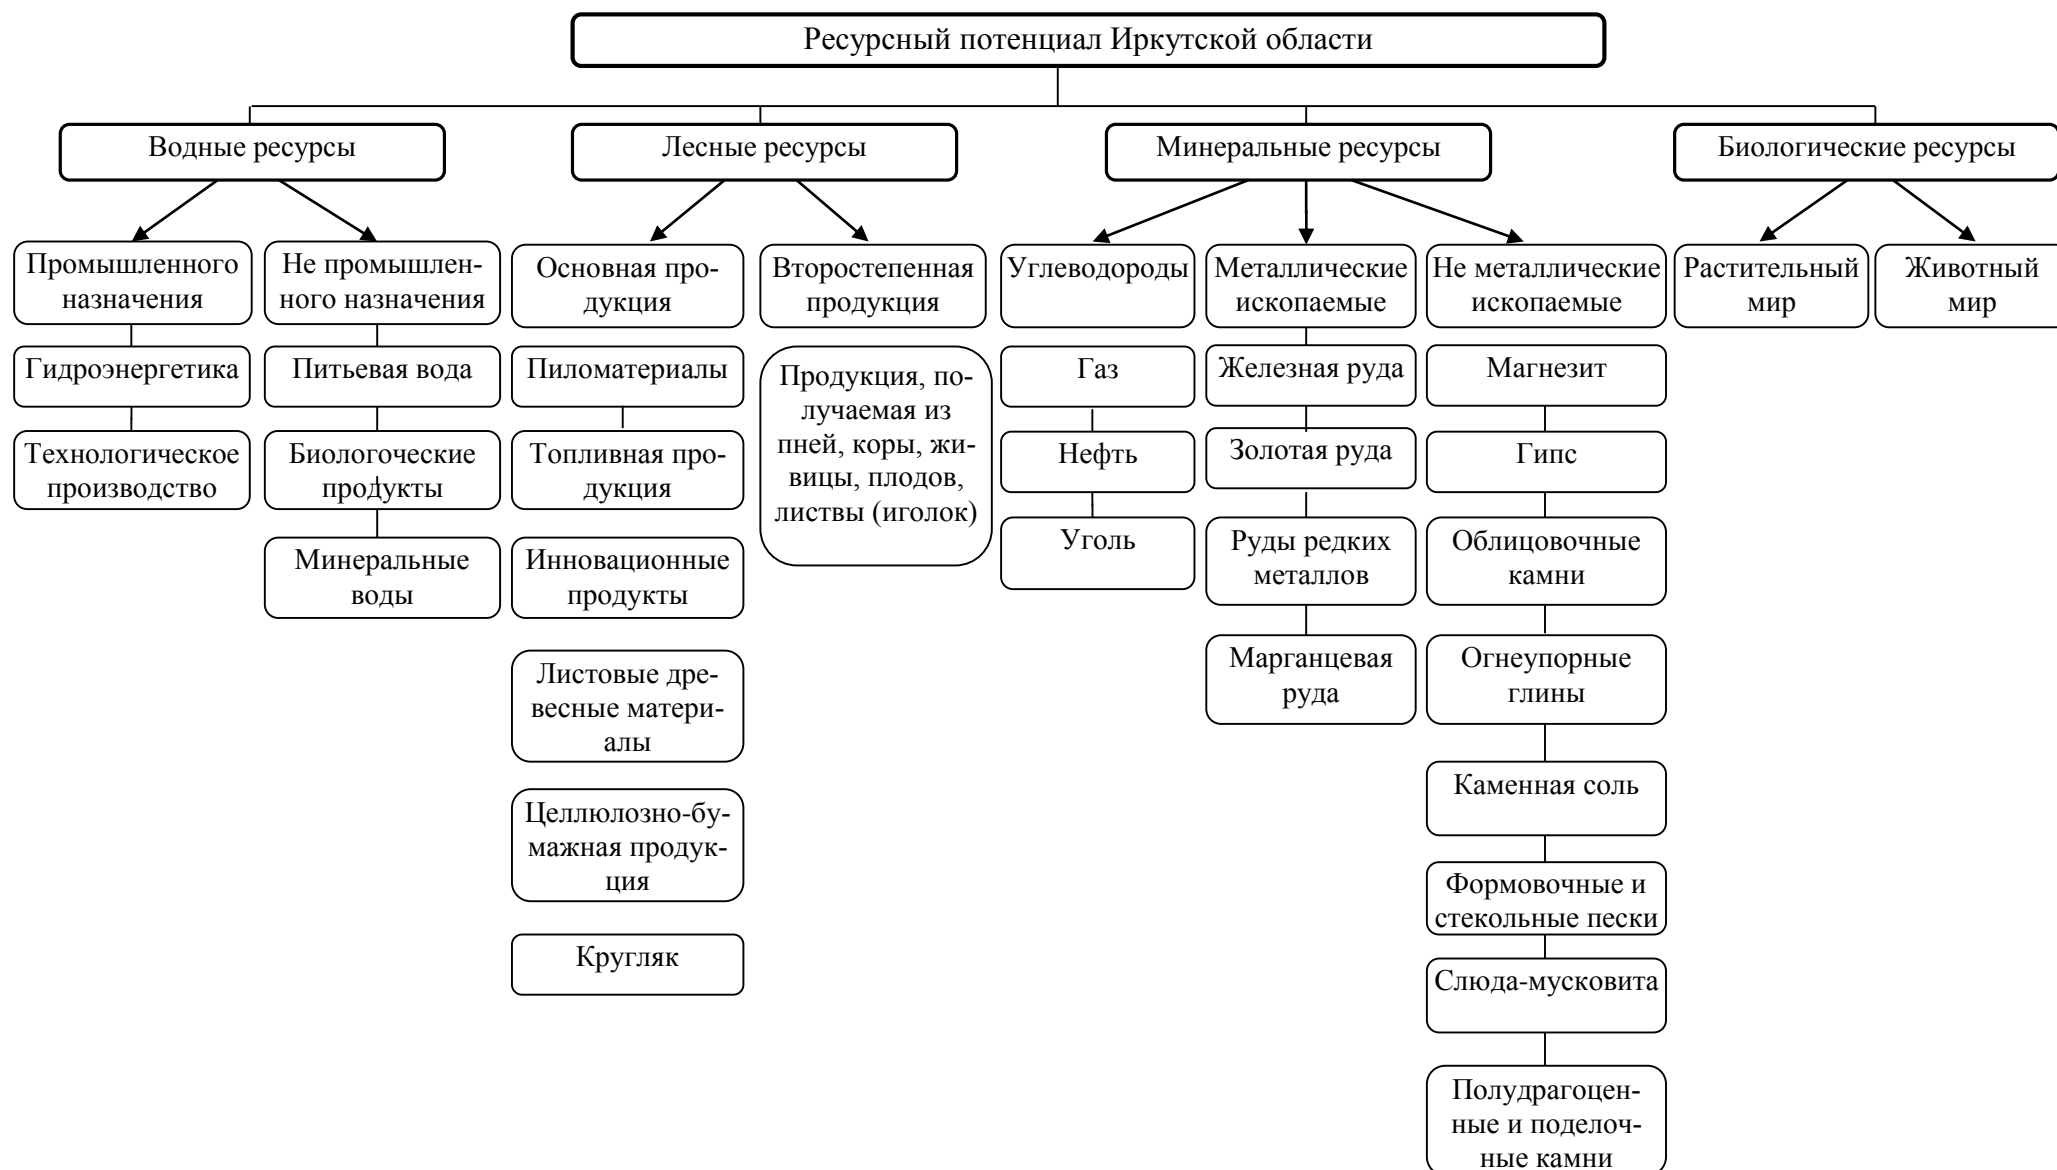 Ресурсный потенциал Иркутской области
Водные ресурсы
Лесные ресурсы
Минеральные ресурсы
Биологические ресурсы
Промышленного
назначения
Не промышлен-
ного назначения
Основная про-
дукция
Второстепенная
продукция
Углеводороды
Металлические
ископаемые
Не металлические
ископаемые
Растительный
мир
Животный
мир
Гидроэнергетика
Технологическое
производство
Питьевая вода
Биологоческие
продукты
Минеральные
воды
Пиломатериалы
Топливная про-
дукция
Инновационные
продукты
Листовые дре-
весные матери-
алы
Целлюлозно-бу-
мажная продук-
ция
Кругляк
Продукция, по-
лучаемая из
пней, коры, жи-
вицы, плодов,
листвы (иголок)
Газ
Нефть
Уголь
Железная руда
Золотая руда
Руды редких
металлов
Марганцевая
руда
Магнезит
Гипс
Облицовочные
камни
Огнеупорные
глины
Каменная соль
Формовочные и
стекольные пески
Слюда-мусковита
Полудрагоцен-
ные и поделоч-
ные камни